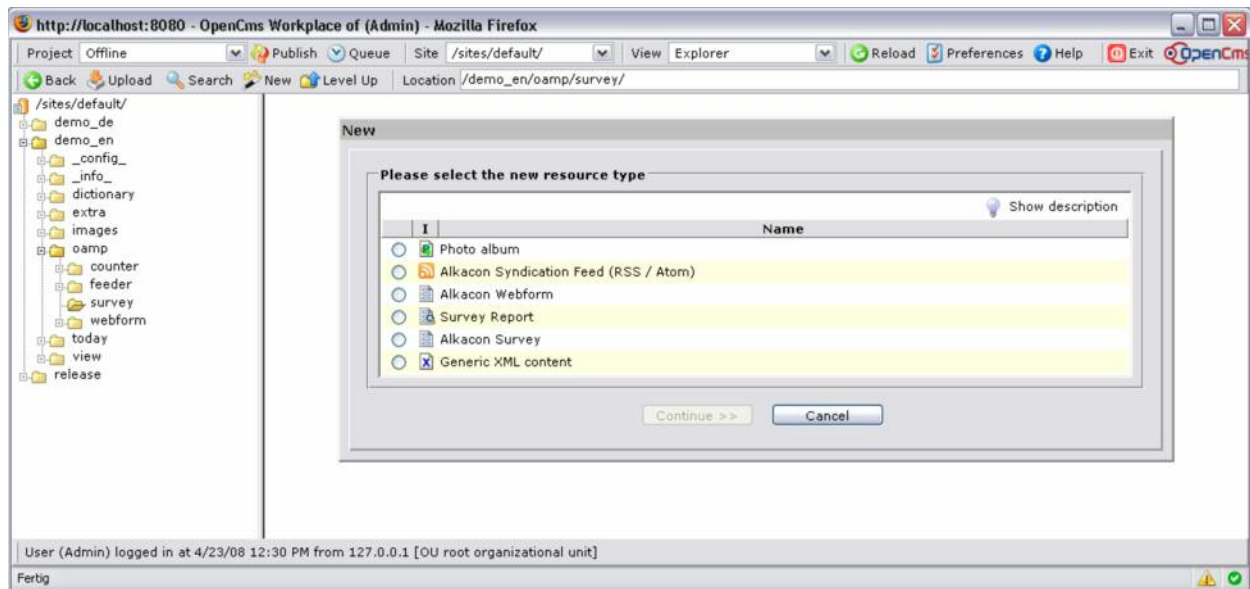 http://localhost:8080 - OpenCms Workplace of (Admin) - Mozilla Firefox
Project Offline Publish Queue Site /sites/default/ View Explorer Reload Preferences Help Exit OpenCms
Back Upload Search New Level Up Location /demo_en/oamp/survey/
/sites/default/
demo_de
demo_en
_config_
_info_
dictionary
extra
images
oamp
counter
feeder
survey
webform
today
view
release
New
Please select the new resource type
Show description
I Name
Photo album
Alkacon Syndication Feed (RSS / Atom)
Alkacon Webform
Survey Report
Alkacon Survey
Generic XML content
Continue >> Cancel
User (Admin) logged in at 4/23/08 12:30 PM from 127.0.0.1 [OU root organizational unit]
Fertig